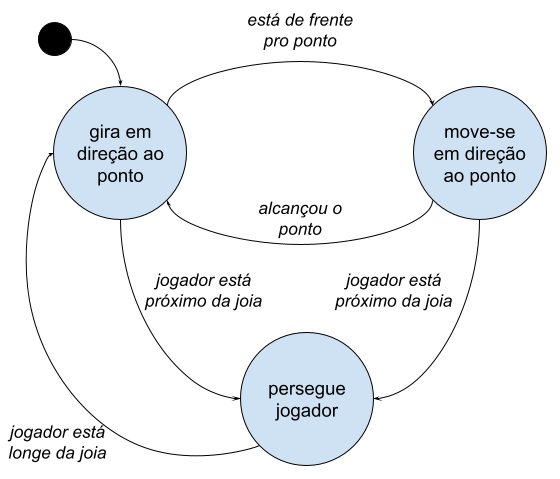 está de frente
pro ponto
gira em
direção ao
ponto
move-se
em direção
ao ponto
alcançou o
ponto
jogador está
próximo da joia
jogador está
próximo da joia
persegue
jogador
jogador está
longe da joia